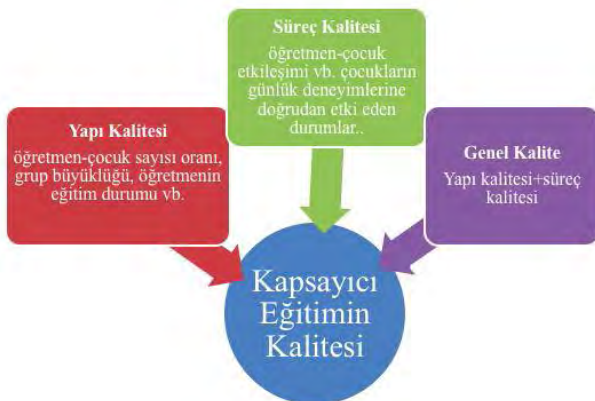 Süreç Kalitesi
öğretmen-çocuk
etkileşimi vb. çocukların
günlük deneyimlerine
doğrudan etki eden
durumlar..
Yapı Kalitesi
öğretmen-çocuk sayısı oranı,
grup büyüklüğü, öğretmenin
eğitim durumu vb.
Genel Kalite
Yapı kalitesi+süreç
kalitesi
Kapsayıcı
Eğitimin
Kalitesi